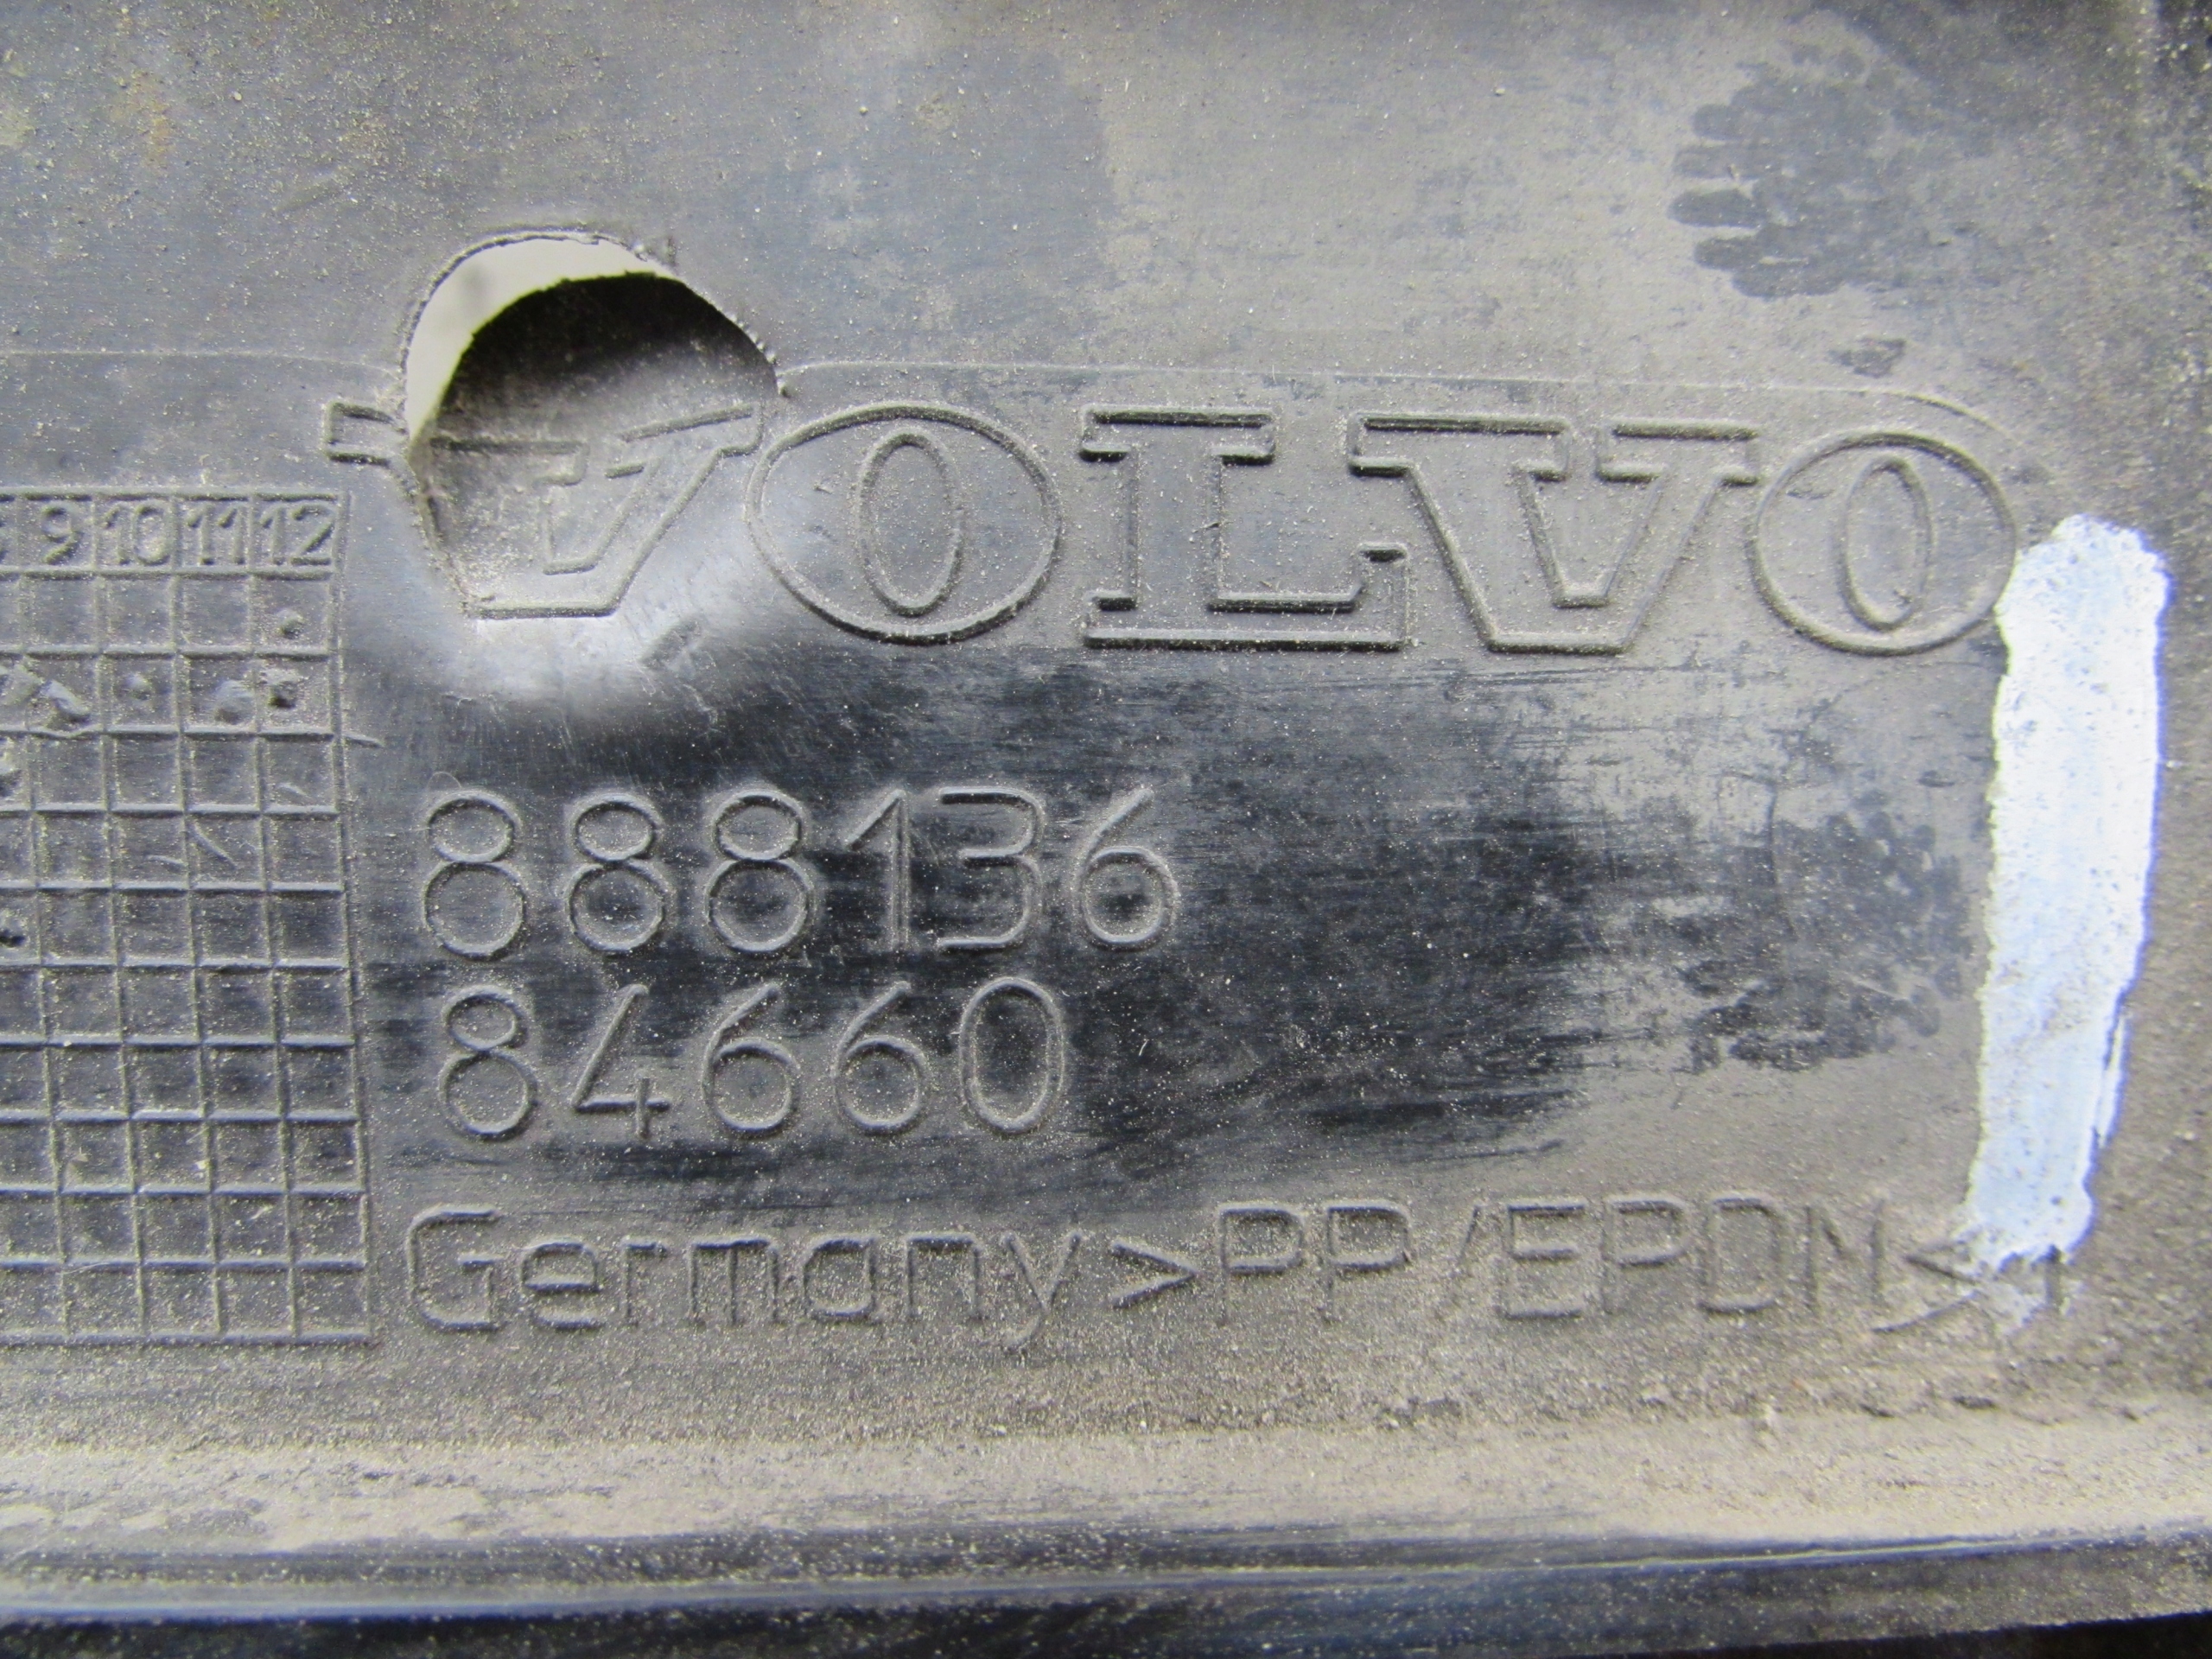 VOLVO
9 10 11 12
888136
84660
Germany >PP/EPDM<